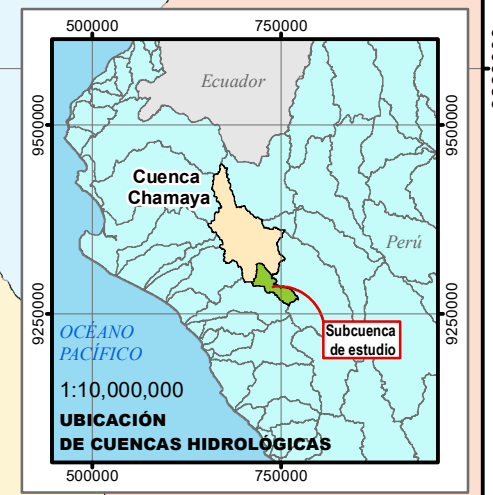 500000 750000
Ecuador
9500000 9500000
Cuenca
Chamaya
Perú
9250000 9250000
OCÉANO
PACÍFICO
Subcuenca
de estudio
1:10,000,000
UBICACIÓN
DE CUENCAS HIDROLÓGICAS
500000 750000